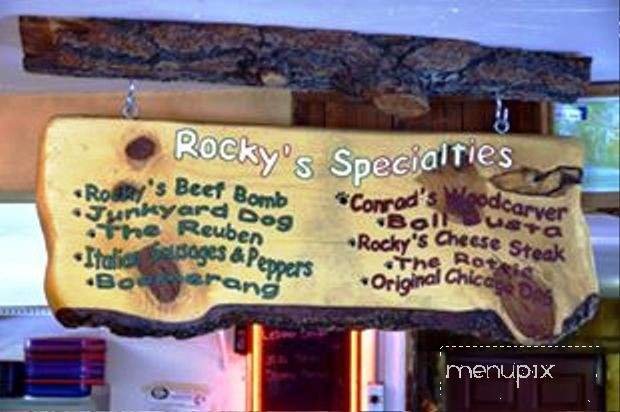 Rocky's Specialties
•Rocky's Beef Bomb
•Junkyard Dog
•The Reuben
•Italian Sausages & Peppers
•Boomerang
Conrad's Woodcarver
•Rocky's Cheese Steak
•The
•Original Chicago Dog
menupix